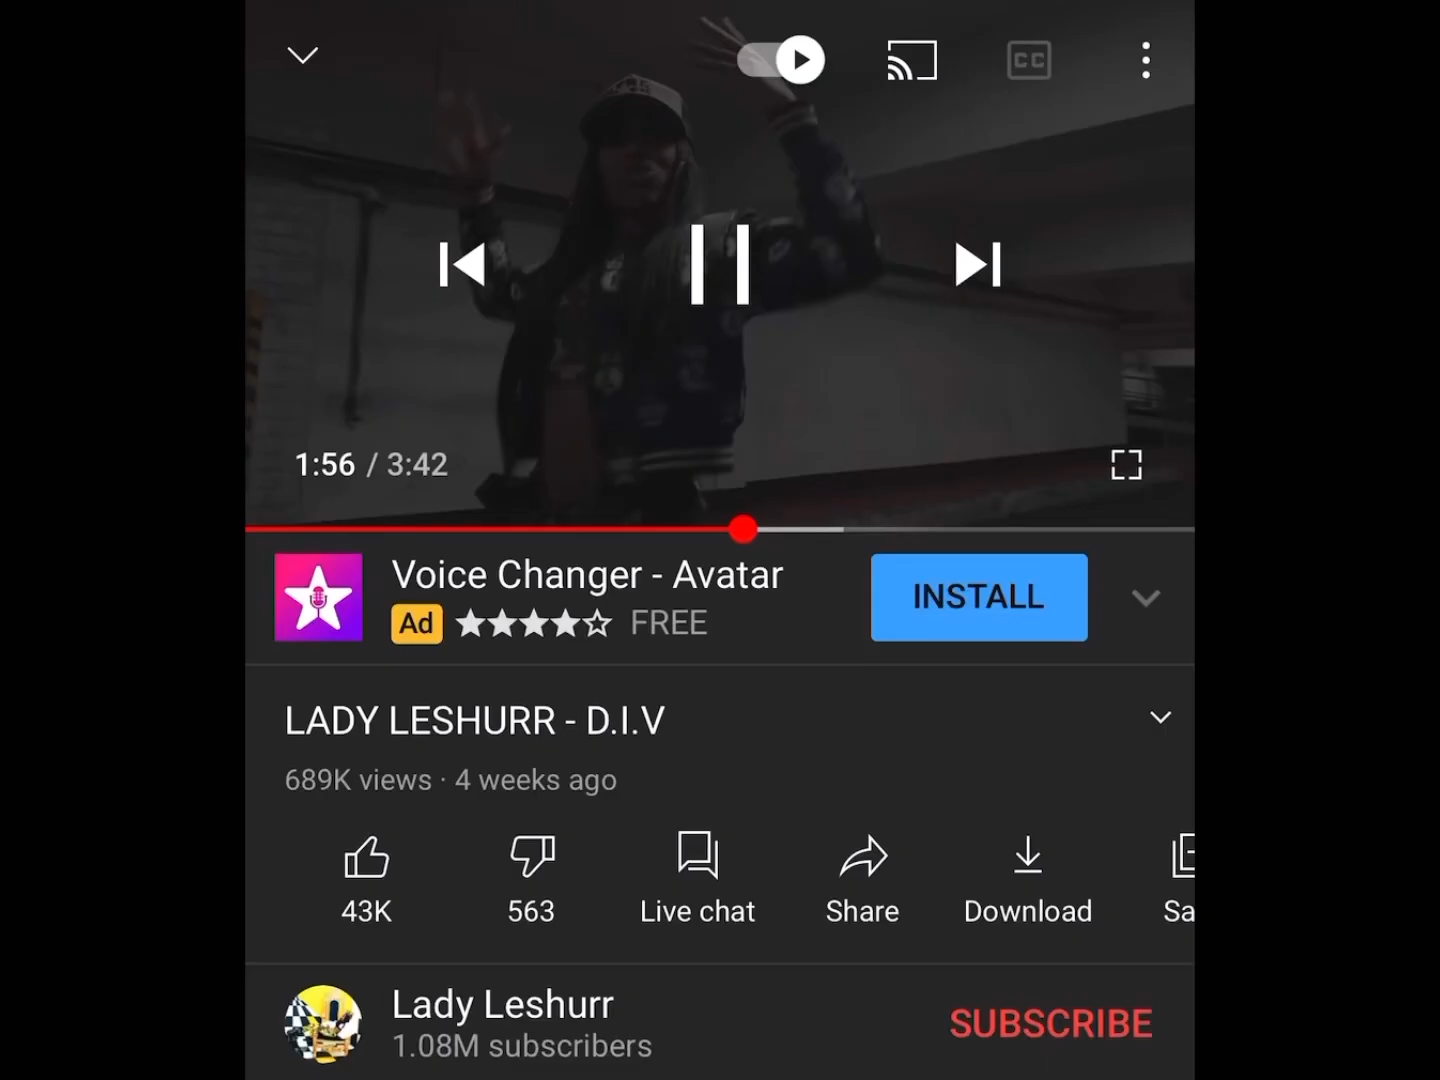 CC
1:56 / 3:42
Voice Changer - Avatar
Ad FREE
INSTALL
LADY LESHURR - D.I.V
689K views · 4 weeks ago
43K
563
Live chat
Share
Download
Sa
Lady Leshurr
1.08M subscribers
SUBSCRIBE